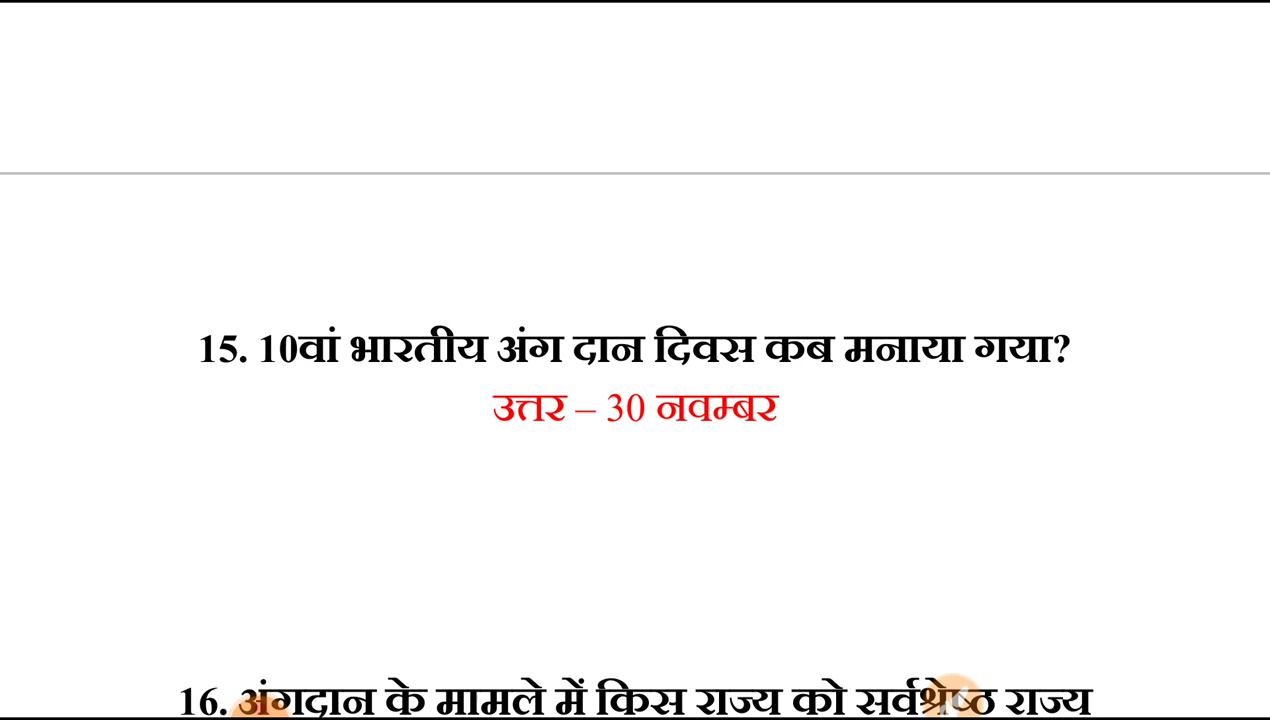 15. 10वां भारतीय अंग दान दिवस कब मनाया गया?
उत्तर – 30 नवम्बर
16. अंगदान के मामले में किस राज्य को सर्वश्रेष्ठ राज्य